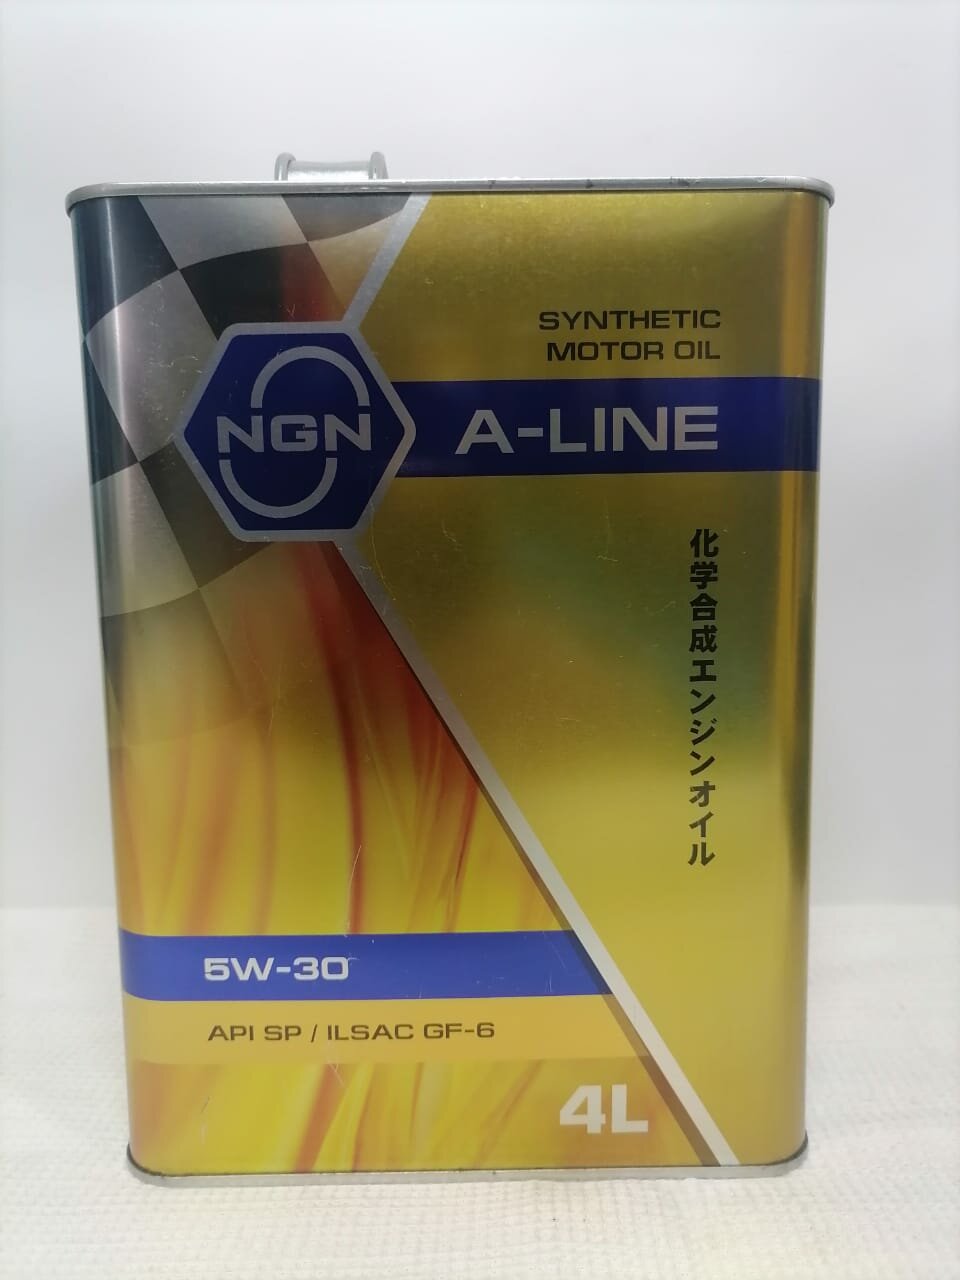 SYNTHETIC
MOTOR OIL
NGN
A-LINE
化学合成エンジンオイル
5W-30
API SP / ILSAC GF-6
4L